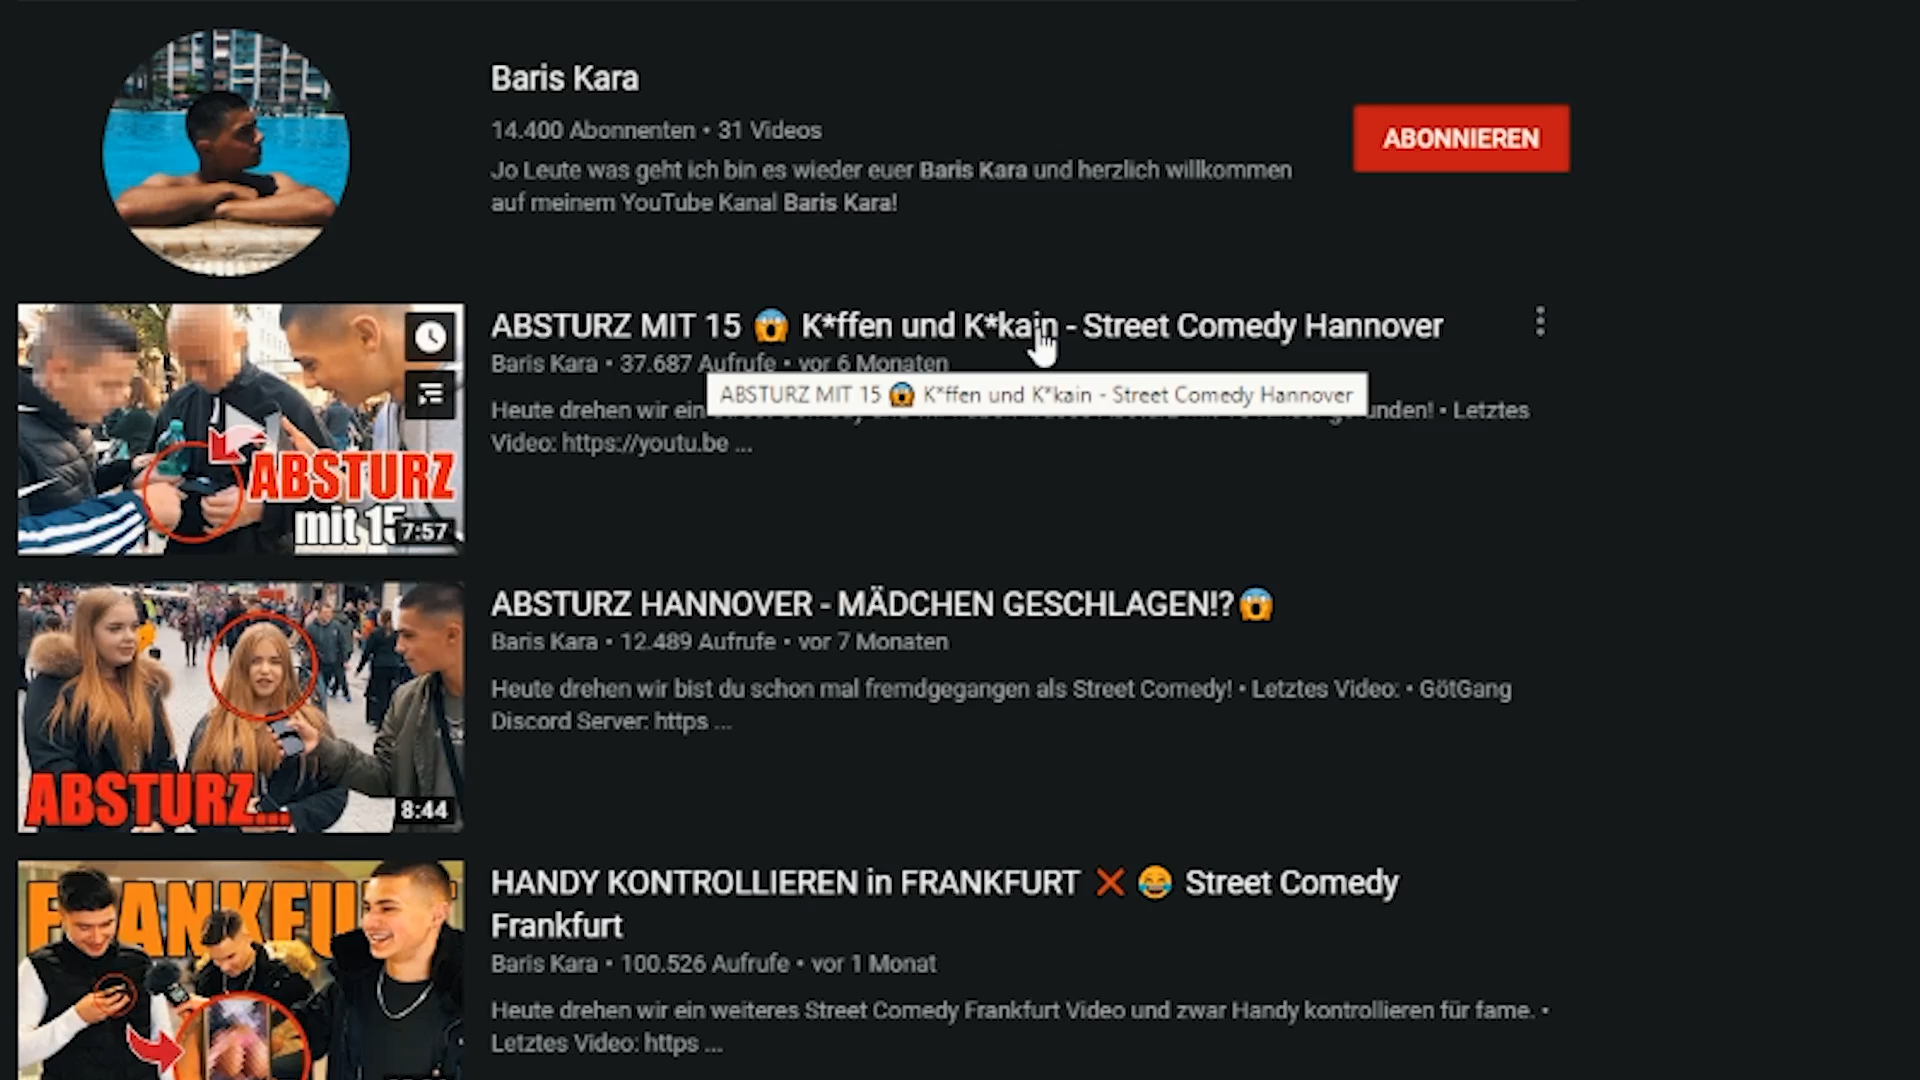 Baris Kara
14.400 Abonnenten • 31 Videos
Jo Leute was geht ich bin es wieder euer Baris Kara und herzlich willkommen
auf meinem YouTube Kanal Baris Kara!
ABONNIEREN
ABSTURZ MIT 15 😱 K*ffen und K*kain - Street Comedy Hannover
Baris Kara • 37.687 Aufrufe • vor 6 Monaten
ABSTURZ MIT 15 😱 K*ffen und K*kain - Street Comedy Hannover
Heute drehen wir ein unden! • Letztes
Video: https://youtu.be ...
ABSTURZ
mit 15
7:57
ABSTURZ HANNOVER - MÄDCHEN GESCHLAGEN!?😱
Baris Kara • 12.489 Aufrufe • vor 7 Monaten
Heute drehen wir bist du schon mal fremdgegangen als Street Comedy! • Letztes Video: • GötGang
Discord Server: https ...
ABSTURZ...
8:44
HANDY KONTROLLIEREN in FRANKFURT ❌ 😂 Street Comedy
Frankfurt
Baris Kara • 100.526 Aufrufe • vor 1 Monat
Heute drehen wir ein weiteres Street Comedy Frankfurt Video und zwar Handy kontrollieren für fame. •
Letztes Video: https ...